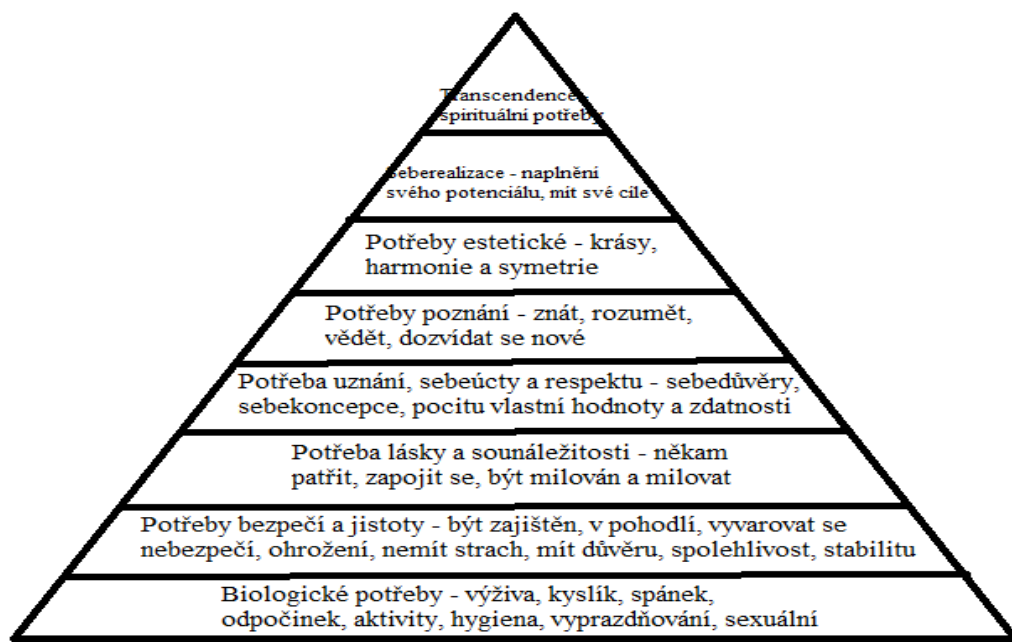 Transcendence -
spirituální potřeby
Seberealizace - naplnění
svého potenciálu, mít své cíle
Potřeby estetické - krásy,
harmonie a symetrie
Potřeby poznání - znát, rozumět,
vědět, dozvídat se nové
Potřeba uznání, sebeúcty a respektu - sebedůvěry,
sebekoncepce, pocitu vlastní hodnoty a zdatnosti
Potřeba lásky a sounáležitosti - někam
patřit, zapojit se, být milován a milovat
Potřeby bezpečí a jistoty - být zajištěn, v pohodlí, vyvarovat se
nebezpečí, ohrožení, nemít strach, mít důvěru, spolehlivost, stabilitu
Biologické potřeby - výživa, kyslík, spánek,
odpočinek, aktivity, hygiena, vyprazdňování, sexuální